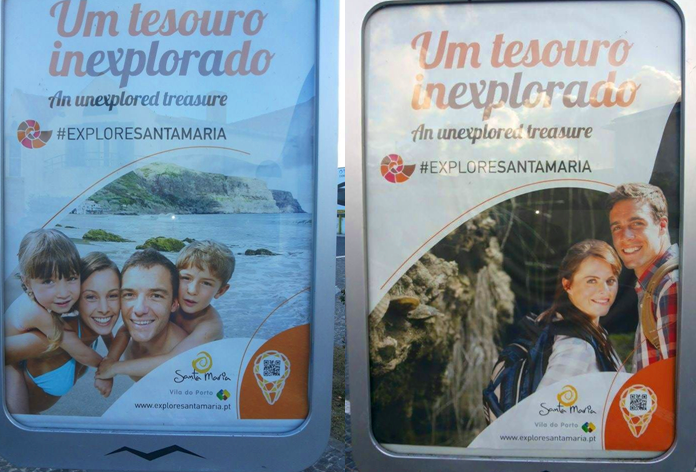 Um tesouro
inexplorado
An unexplored treasure
#EXPLORESANTAMARIA
Santa Maria
Vila do Porto
www.exploresantamaria.pt
Um tesouro
inexplorado
An unexplored treasure
#EXPLORESANTAMARIA
Santa Maria
Vila do Porto
www.exploresantamaria.pt